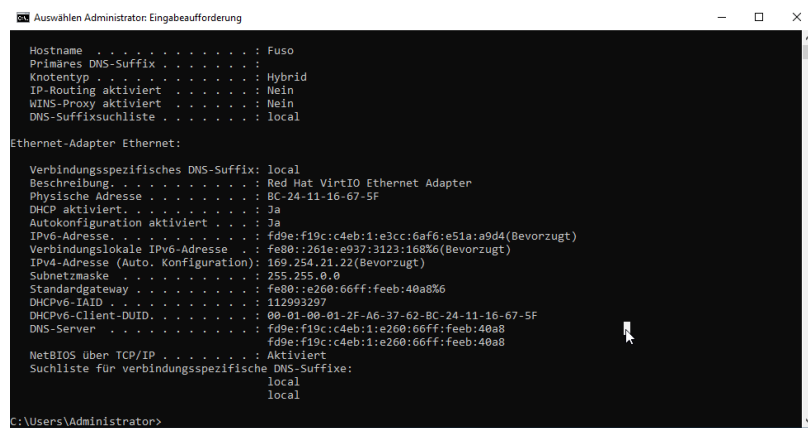 Auswählen Administrator: Eingabeaufforderung
Hostname . . . . . . . . . . . . : Fuso
Primäres DNS-Suffix . . . . . . . :
Knotentyp . . . . . . . . . . . . : Hybrid
IP-Routing aktiviert . . . . . . : Nein
WINS-Proxy aktiviert . . . . . . : Nein
DNS-Suffixsuchliste . . . . . . . : local
Ethernet-Adapter Ethernet:
Verbindungsspezifisches DNS-Suffix: local
Beschreibung. . . . . . . . . . . : Red Hat VirtIO Ethernet Adapter
Physische Adresse . . . . . . . . : BC-24-11-16-67-5F
DHCP aktiviert. . . . . . . . . . : Ja
Autokonfiguration aktiviert . . . : Ja
IPv6-Adresse. . . . . . . . . . . : fd9e:f19c:c4eb:1:e3cc:6af6:e51a:a9d4(Bevorzugt)
Verbindungslokale IPv6-Adresse . : fe80::261e:e937:3123:168%6(Bevorzugt)
IPv4-Adresse (Auto. Konfiguration): 169.254.21.22(Bevorzugt)
Subnetzmaske . . . . . . . . . . : 255.255.0.0
Standardgateway . . . . . . . . . : fe80::e260:66ff:feeb:40a8%6
DHCPv6-IAID . . . . . . . . . . . : 112993297
DHCPv6-Client-DUID. . . . . . . . : 00-01-00-01-2F-A6-37-62-BC-24-11-16-67-5F
DNS-Server . . . . . . . . . . . : fd9e:f19c:c4eb:1:e260:66ff:feeb:40a8
fd9e:f19c:c4eb:1:e260:66ff:feeb:40a8
NetBIOS über TCP/IP . . . . . . . : Aktiviert
Suchliste für verbindungsspezifische DNS-Suffixe:
local
local
C:\Users\Administrator>